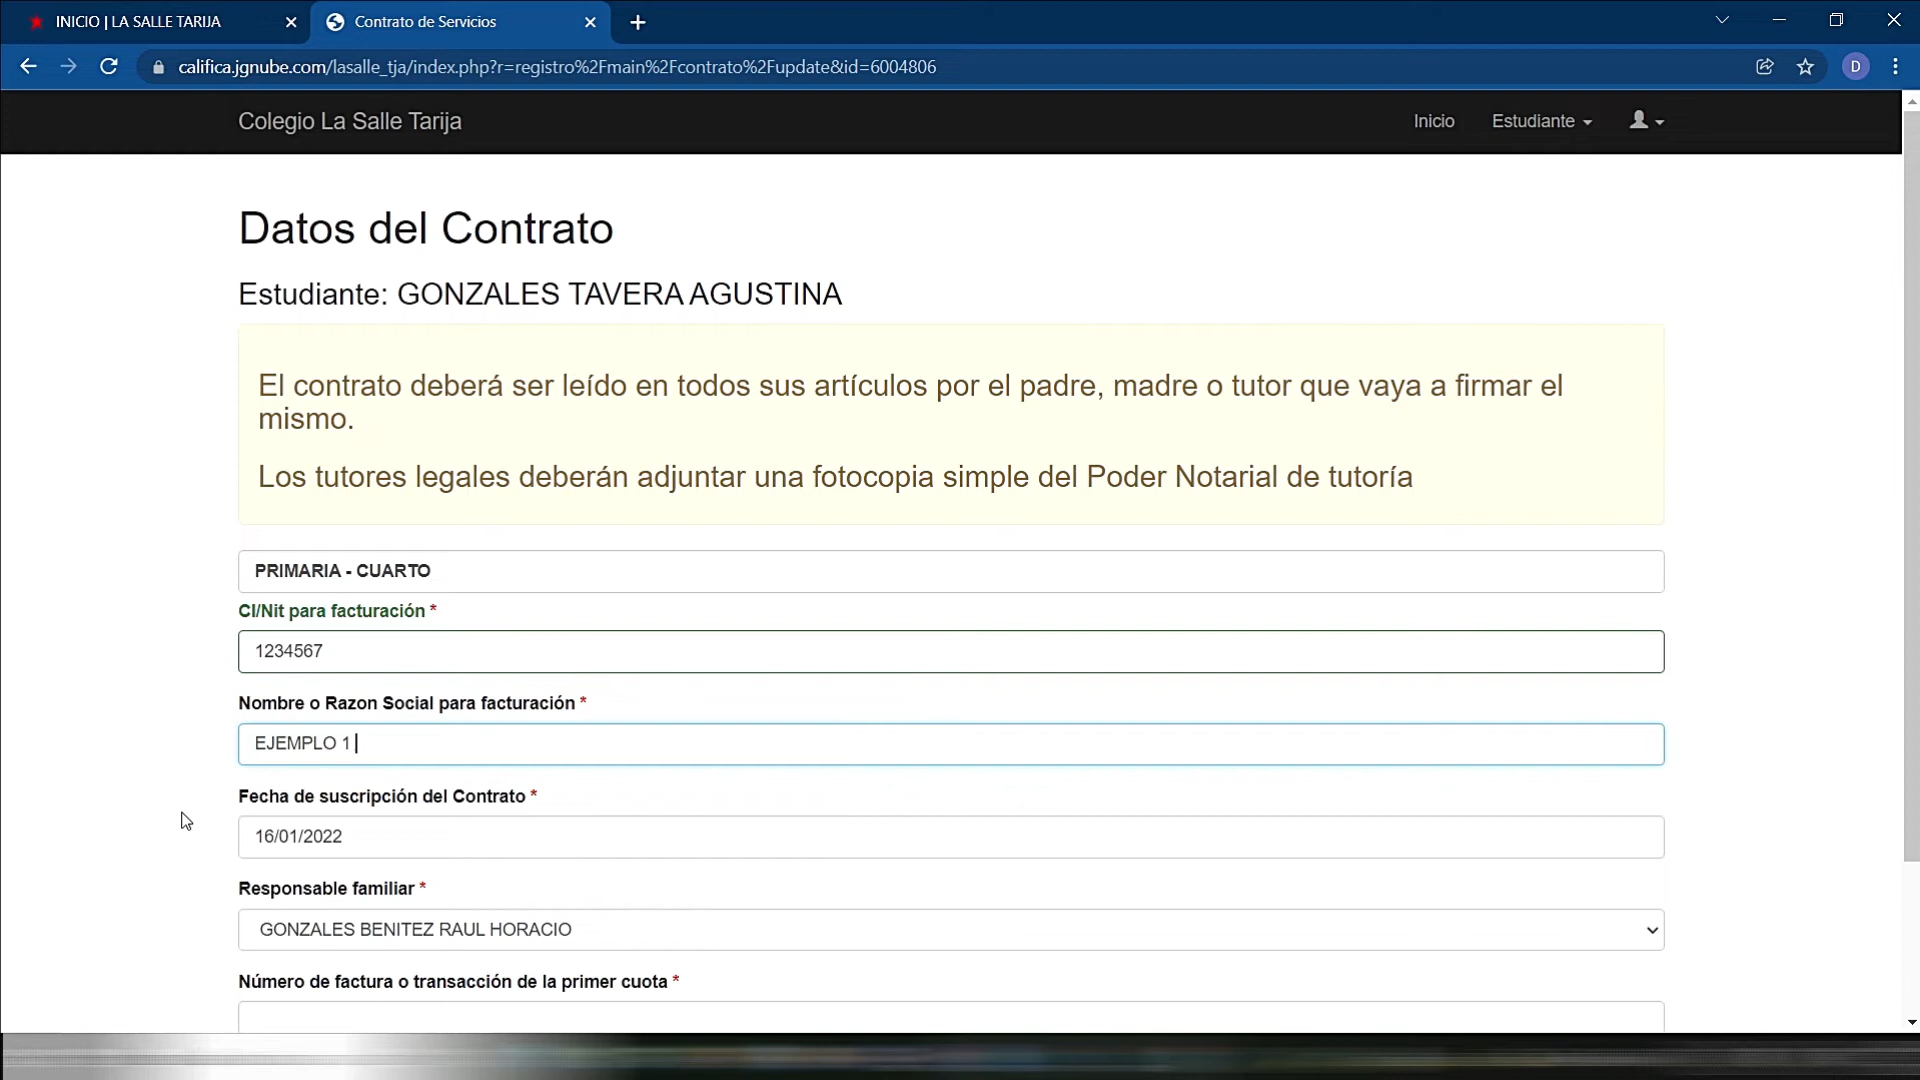 INICIO | LA SALLE TARIJA
Contrato de Servicios
califica.jgnube.com/lasalle_tja/index.php?r=registro%2Fmain%2Fcontrato%2Fupdate&id=6004806
D
Colegio La Salle Tarija
Inicio
Estudiante
Datos del Contrato
Estudiante: GONZALES TAVERA AGUSTINA
El contrato deberá ser leído en todos sus artículos por el padre, madre o tutor que vaya a firmar el
mismo.
Los tutores legales deberán adjuntar una fotocopia simple del Poder Notarial de tutoría
PRIMARIA - CUARTO
CI/Nit para facturación *
1234567
Nombre o Razon Social para facturación *
EJEMPLO 1
Fecha de suscripción del Contrato *
16/01/2022
Responsable familiar *
GONZALES BENITEZ RAUL HORACIO
Número de factura o transacción de la primer cuota *